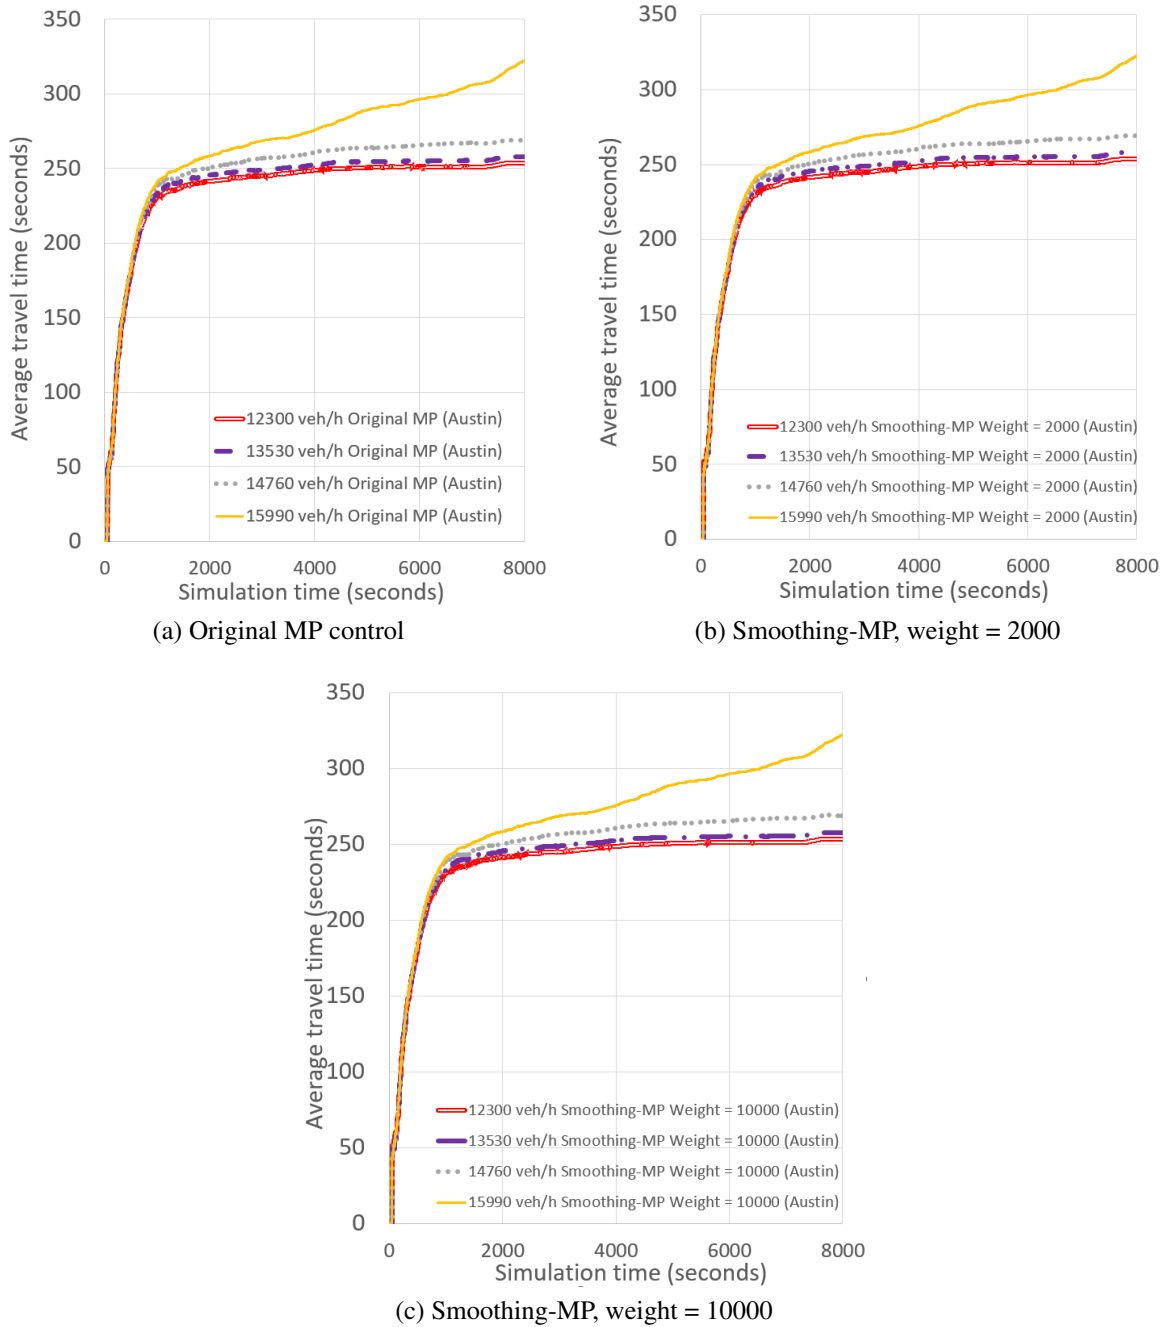 350
300
250
200
150
100
50
0
Average travel time (seconds)
12300 veh/h Original MP (Austin)
13530 veh/h Original MP (Austin)
14760 veh/h Original MP (Austin)
15990 veh/h Original MP (Austin)
0 2000 4000 6000 8000
Simulation time (seconds)
(a) Original MP control
350
300
250
200
150
100
50
0
Average travel time (seconds)
12300 veh/h Smoothing-MP Weight = 2000 (Austin)
13530 veh/h Smoothing-MP Weight = 2000 (Austin)
14760 veh/h Smoothing-MP Weight = 2000 (Austin)
15990 veh/h Smoothing-MP Weight = 2000 (Austin)
0 2000 4000 6000 8000
Simulation time (seconds)
(b) Smoothing-MP, weight = 2000
350
300
250
200
150
100
50
0
Average travel time (seconds)
12300 veh/h Smoothing-MP Weight = 10000 (Austin)
13530 veh/h Smoothing-MP Weight = 10000 (Austin)
14760 veh/h Smoothing-MP Weight = 10000 (Austin)
15990 veh/h Smoothing-MP Weight = 10000 (Austin)
0 2000 4000 6000 8000
Simulation time (seconds)
(c) Smoothing-MP, weight = 10000